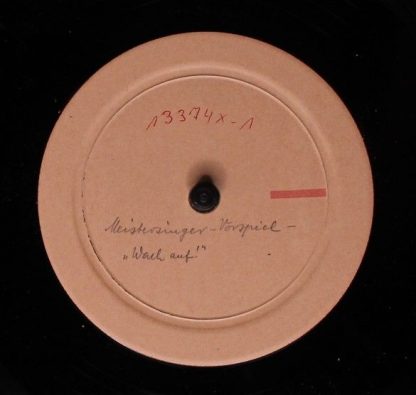 13374x-1
Meistersinger-Vorspiel-
„Wach auf!"